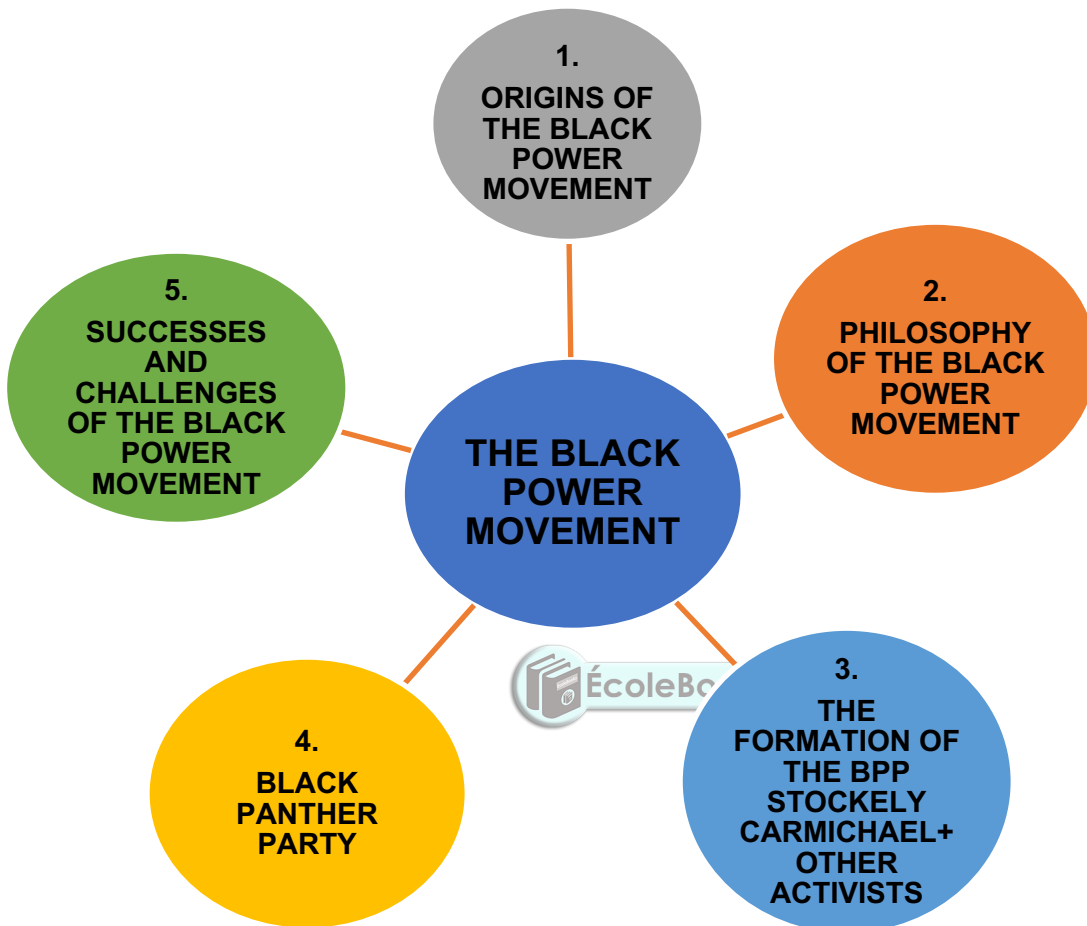 1.
ORIGINS OF
THE BLACK
POWER
MOVEMENT
2.
PHILOSOPHY
OF THE BLACK
POWER
MOVEMENT
3.
THE
FORMATION OF
THE BPP
STOCKELY
CARMICHAEL+
OTHER
ACTIVISTS
4.
BLACK
PANTHER
PARTY
5.
SUCCESSES
AND
CHALLENGES
OF THE BLACK
POWER
MOVEMENT
THE BLACK
POWER
MOVEMENT